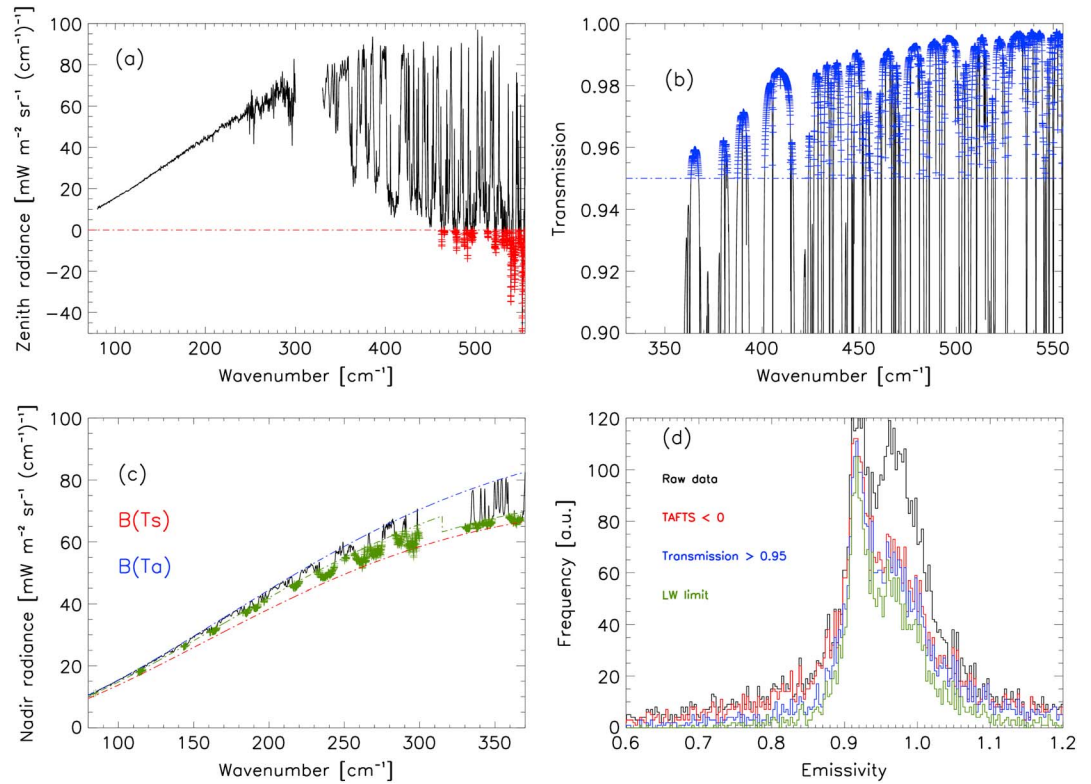 (a)
Zenith radiance [mW m⁻² sr⁻¹ (cm⁻¹)⁻¹]
100
80
60
40
20
0
-20
-40
100 200 300 400 500
Wavenumber [cm⁻¹]
(b)
Transmission
1.00
0.98
0.96
0.94
0.92
0.90
350 400 450 500 550
Wavenumber [cm⁻¹]
(c)
B(Ts)
B(Ta)
Nadir radiance [mW m⁻² sr⁻¹ (cm⁻¹)⁻¹]
100
80
60
40
20
0
100 150 200 250 300 350
Wavenumber [cm⁻¹]
(d)
Raw data
TAFTS < 0
Transmission > 0.95
LW limit
Frequency [a.u.]
120
100
80
60
40
20
0
0.6 0.7 0.8 0.9 1.0 1.1 1.2
Emissivity